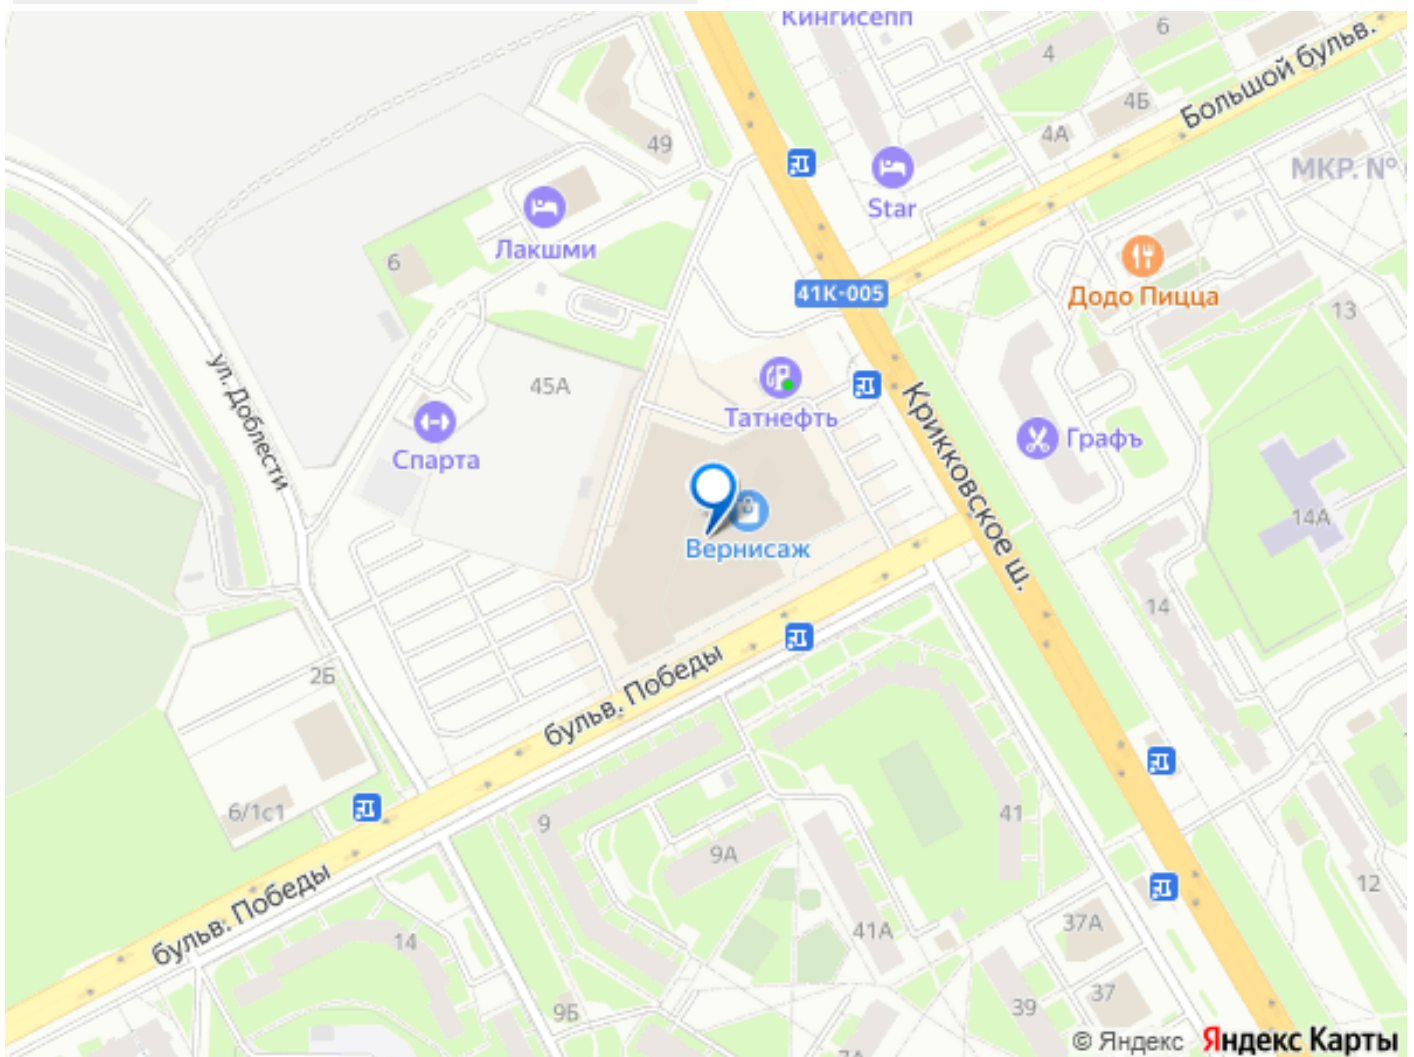 Кингисепп
6
4
Большой бульв.
4Б
4А
49
МКР. №
Star
Лакшми
6
Додо Пицца
41К-005
13
ул. Доблести
45А
Татнефть
Крикковское ш.
Графъ
Спарта
14А
Вернисаж
14
2Б
бульв. Победы
6/1с1
9
41
9А
12
бульв. Победы
14
41А
37А
37
39
9Б
7А
© Яндекс Яндекс Карты